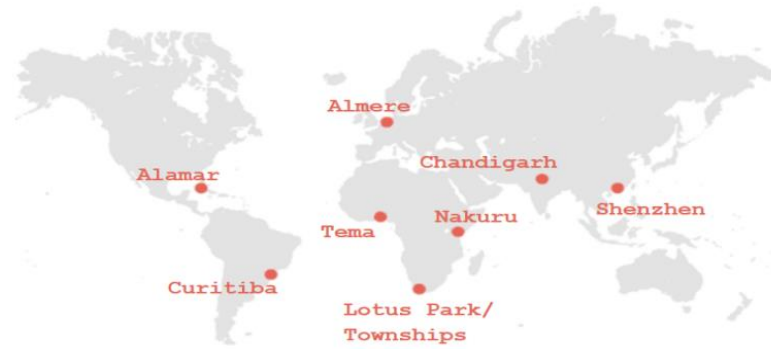 Almere
Chandigarh
Alamar
Shenzhen
Nakuru
Tema
Curitiba
Lotus Park/
Townships